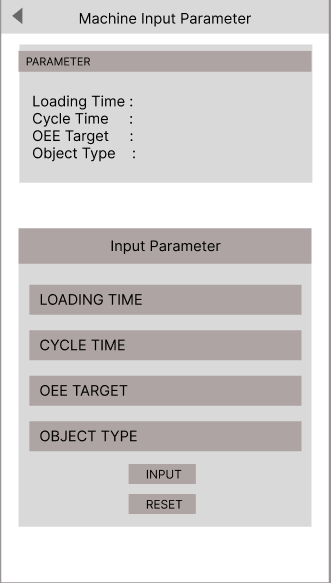 Machine Input Parameter
PARAMETER
Loading Time :
Cycle Time :
OEE Target :
Object Type :
Input Parameter
LOADING TIME
CYCLE TIME
OEE TARGET
OBJECT TYPE
INPUT
RESET